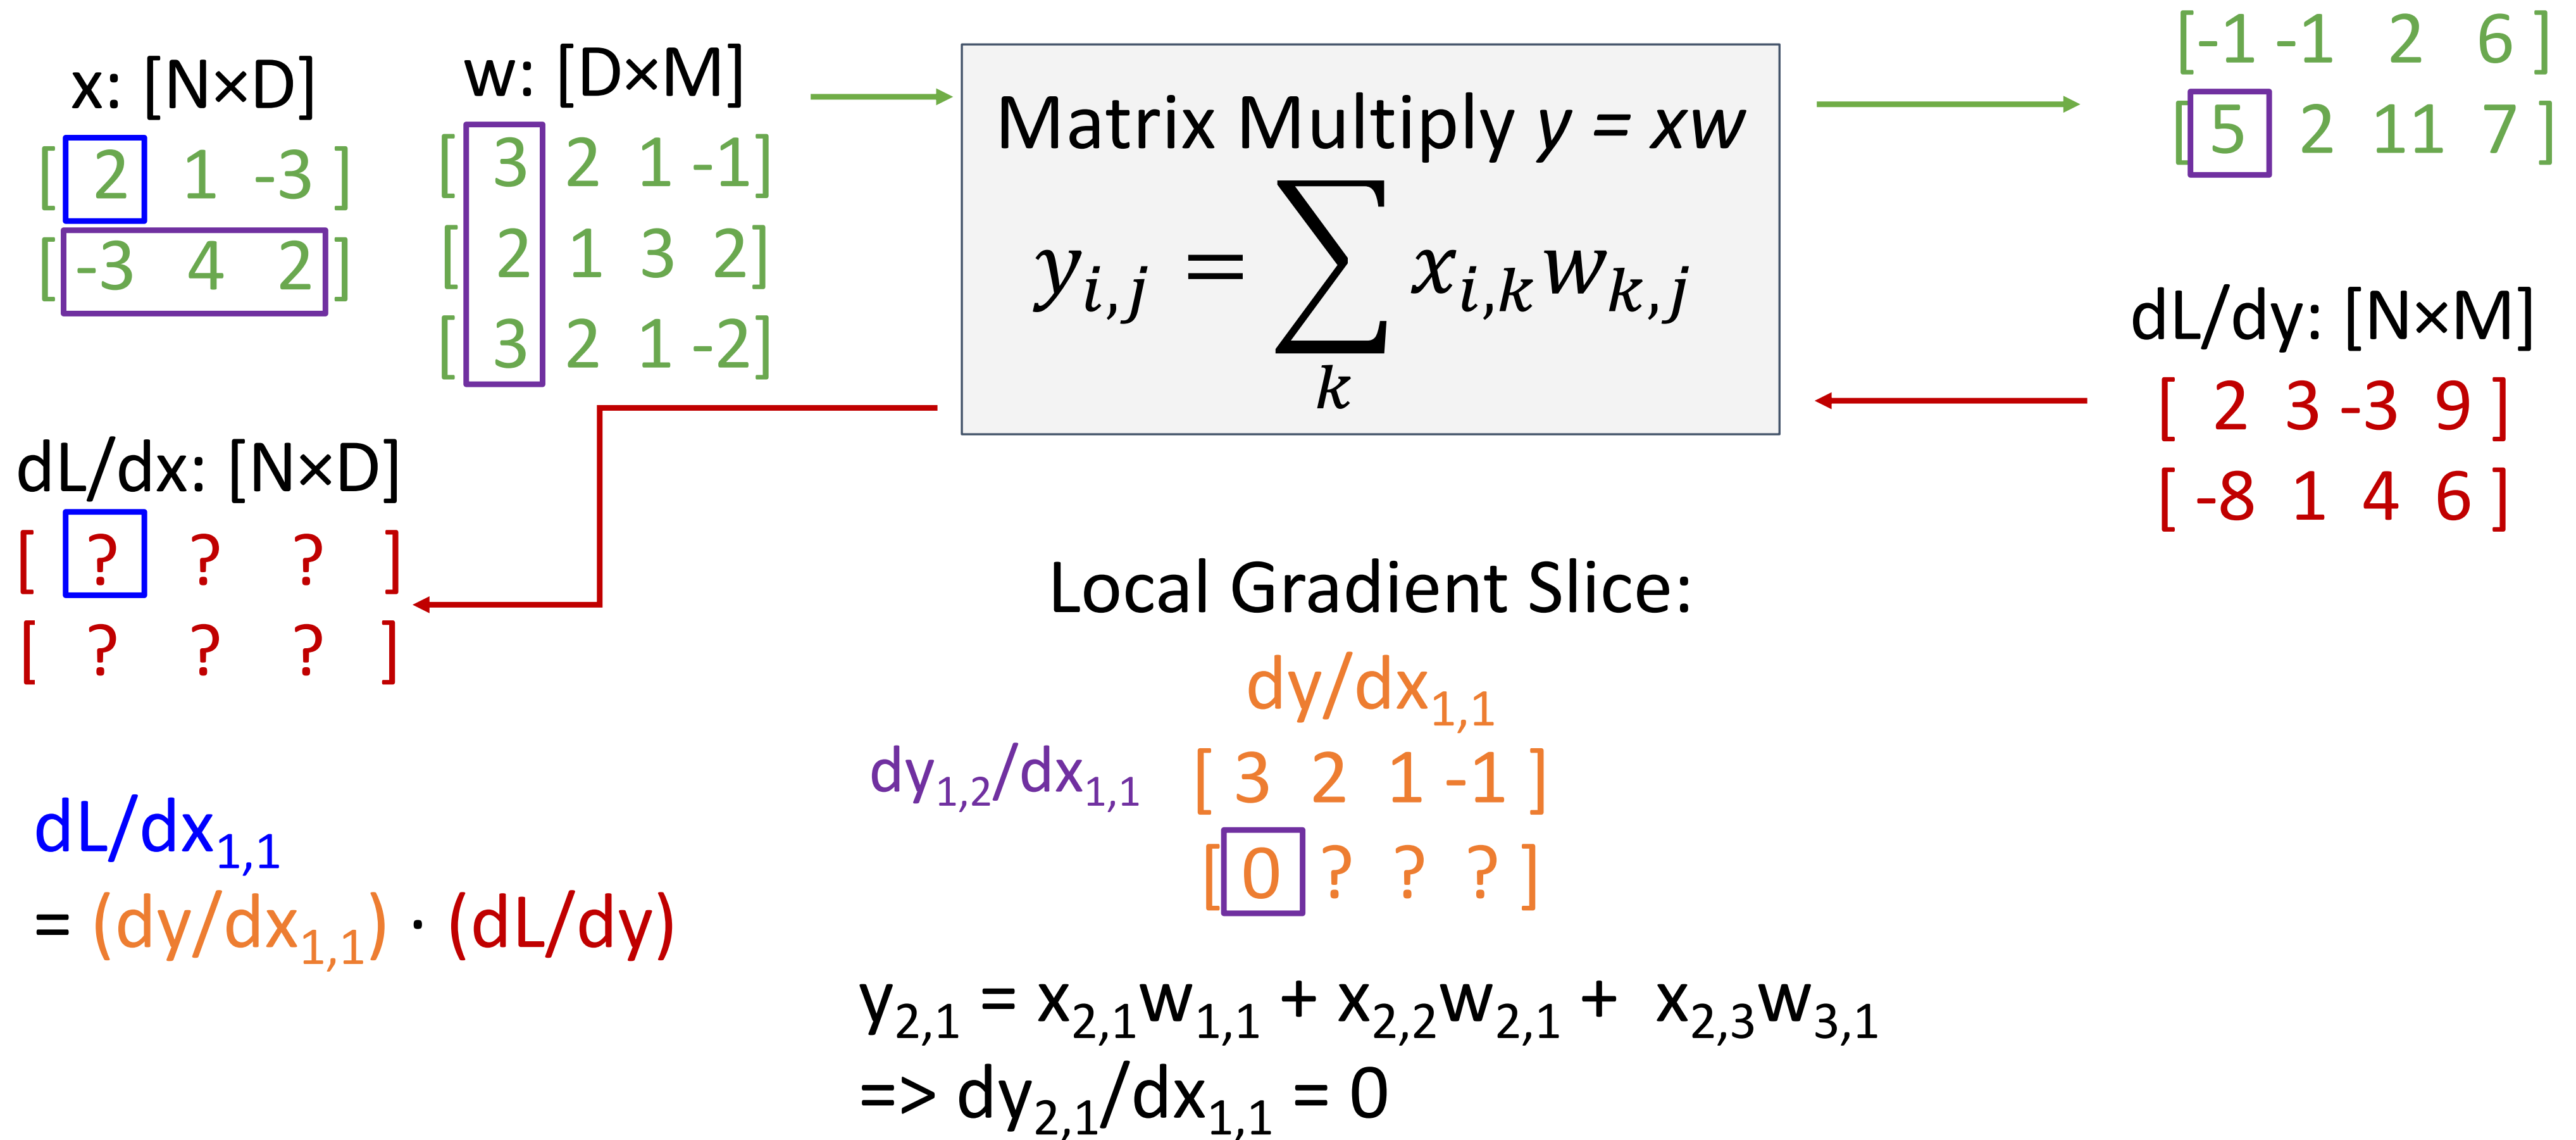 x: [N×D]
[ 2 1 -3 ]
[ -3 4 2 ]
w: [D×M]
[ 3 2 1 -1]
[ 2 1 3 2]
[ 3 2 1 -2]
Matrix Multiply y = xw
y_{i,j} = ∑_k x_{i,k} w_{k,j}
[-1 -1 2 6 ]
[ 5 2 11 7 ]
dL/dy: [N×M]
[ 2 3 -3 9 ]
[ -8 1 4 6 ]
dL/dx: [N×D]
[ ? ? ? ]
[ ? ? ? ]
dL/dx_{1,1}
= (dy/dx_{1,1}) · (dL/dy)
Local Gradient Slice:
dy/dx_{1,1}
dy_{1,2}/dx_{1,1}
[ 3 2 1 -1 ]
[ 0 ? ? ? ]
y_{2,1} = x_{2,1}w_{1,1} + x_{2,2}w_{2,1} + x_{2,3}w_{3,1}
=> dy_{2,1}/dx_{1,1} = 0